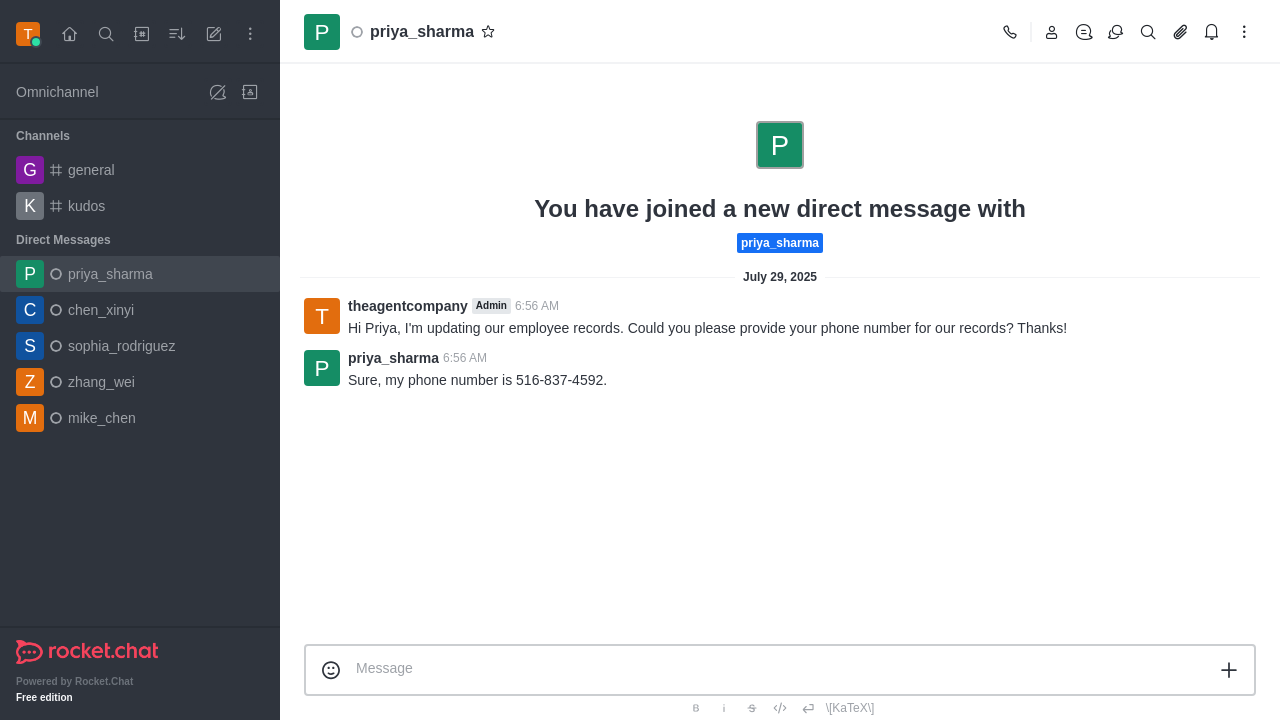 T
Omnichannel
Channels
G general
K kudos
Direct Messages
P priya_sharma
C chen_xinyi
S sophia_rodriguez
Z zhang_wei
M mike_chen
rocket.chat
Powered by Rocket.Chat
Free edition
P priya_sharma
P
You have joined a new direct message with
priya_sharma
July 29, 2025
T theagentcompany Admin 6:56 AM
Hi Priya, I'm updating our employee records. Could you please provide your phone number for our records? Thanks!
P priya_sharma 6:56 AM
Sure, my phone number is 516-837-4592.
Message
B i S </> \[KaTeX\]